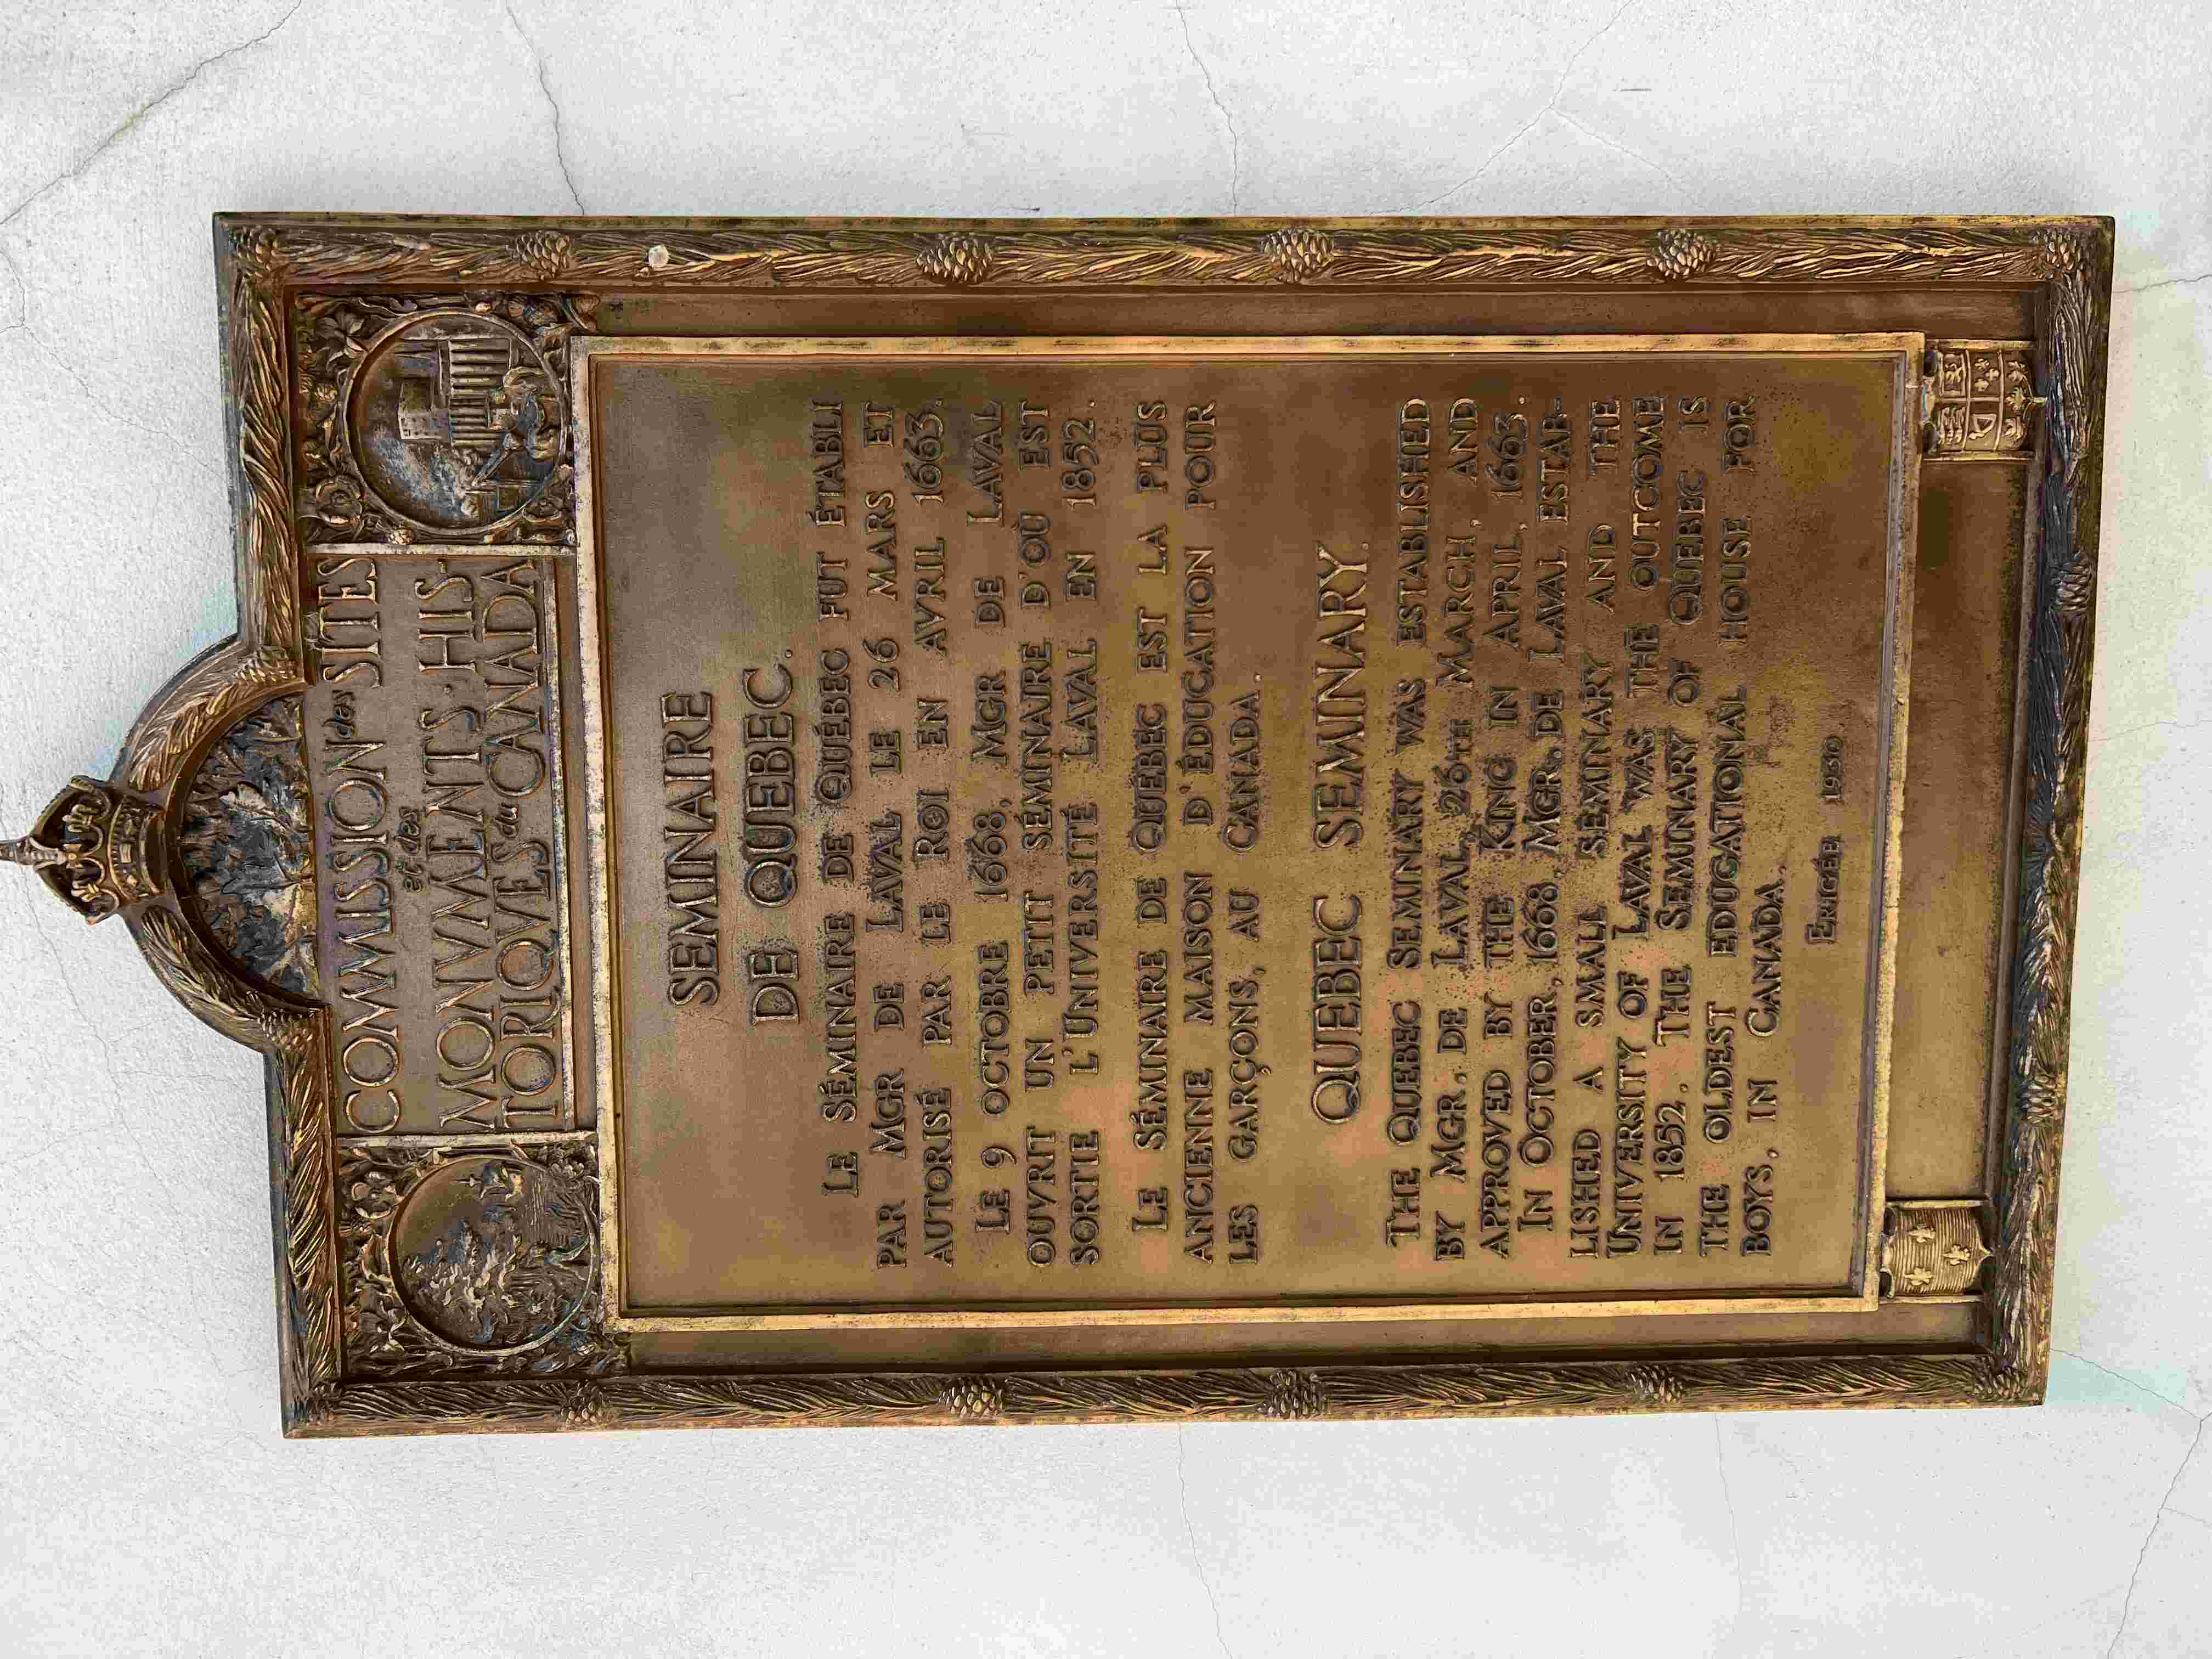 COMMISSION des SITES
et des
MONVMENTS·HIS-
TORIQVES du CANADA
SEMINAIRE
DE QUEBEC.
LE SÉMINAIRE DE QUÉBEC FUT ÉTABLI
PAR MGR DE LAVAL LE 26 MARS ET
AUTORISÉ PAR LE ROI EN AVRIL 1663.
LE 9 OCTOBRE 1668, MGR DE LAVAL
OUVRIT UN PETIT SÉMINAIRE D'OÙ EST
SORTIE L'UNIVERSITÉ LAVAL EN 1852.
LE SÉMINAIRE DE QUEBEC EST LA PLUS
ANCIENNE MAISON D'ÉDUCATION POUR
LES GARÇONS, AU CANADA.
QUEBEC SEMINARY.
THE QUEBEC SEMINARY WAS ESTABLISHED
BY MGR. DE LAVAL, 26TH MARCH, AND
APPROVED BY THE KING IN APRIL, 1663.
IN OCTOBER, 1668, MGR. DE LAVAL ESTAB-
LISHED A SMALL SEMINARY AND THE
UNIVERSITY OF LAVAL WAS THE OUTCOME
IN 1852. THE SEMINARY OF QUEBEC IS
THE OLDEST EDUCATIONAL HOUSE FOR
BOYS, IN CANADA.
ERIGÉE 1930